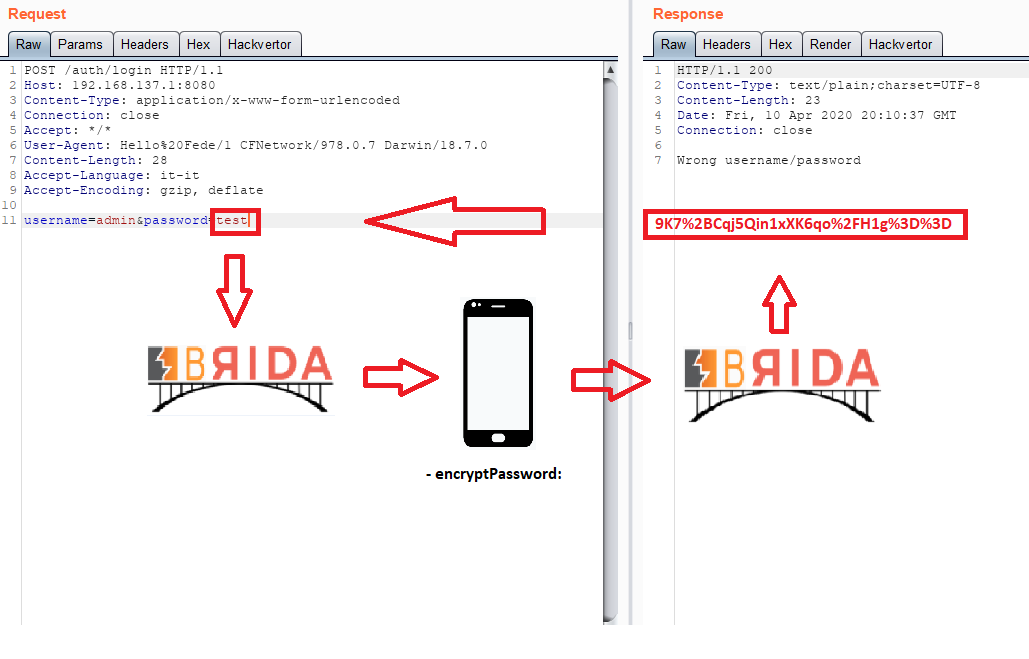 Request
Raw Params Headers Hex Hackvertor
1 POST /auth/login HTTP/1.1
2 Host: 192.168.137.1:8080
3 Content-Type: application/x-www-form-urlencoded
4 Connection: close
5 Accept: */*
6 User-Agent: Hello%20Fede/1 CFNetwork/978.0.7 Darwin/18.7.0
7 Content-Length: 28
8 Accept-Language: it-it
9 Accept-Encoding: gzip, deflate
10
11 username=admin&password=test
BЯIDA
- encryptPassword:
Response
Raw Headers Hex Render Hackvertor
1 HTTP/1.1 200
2 Content-Type: text/plain;charset=UTF-8
3 Content-Length: 23
4 Date: Fri, 10 Apr 2020 20:10:37 GMT
5 Connection: close
6
7 Wrong username/password
9K7%2BCqj5Qin1xXK6qo%2FH1g%3D%3D
BЯIDA